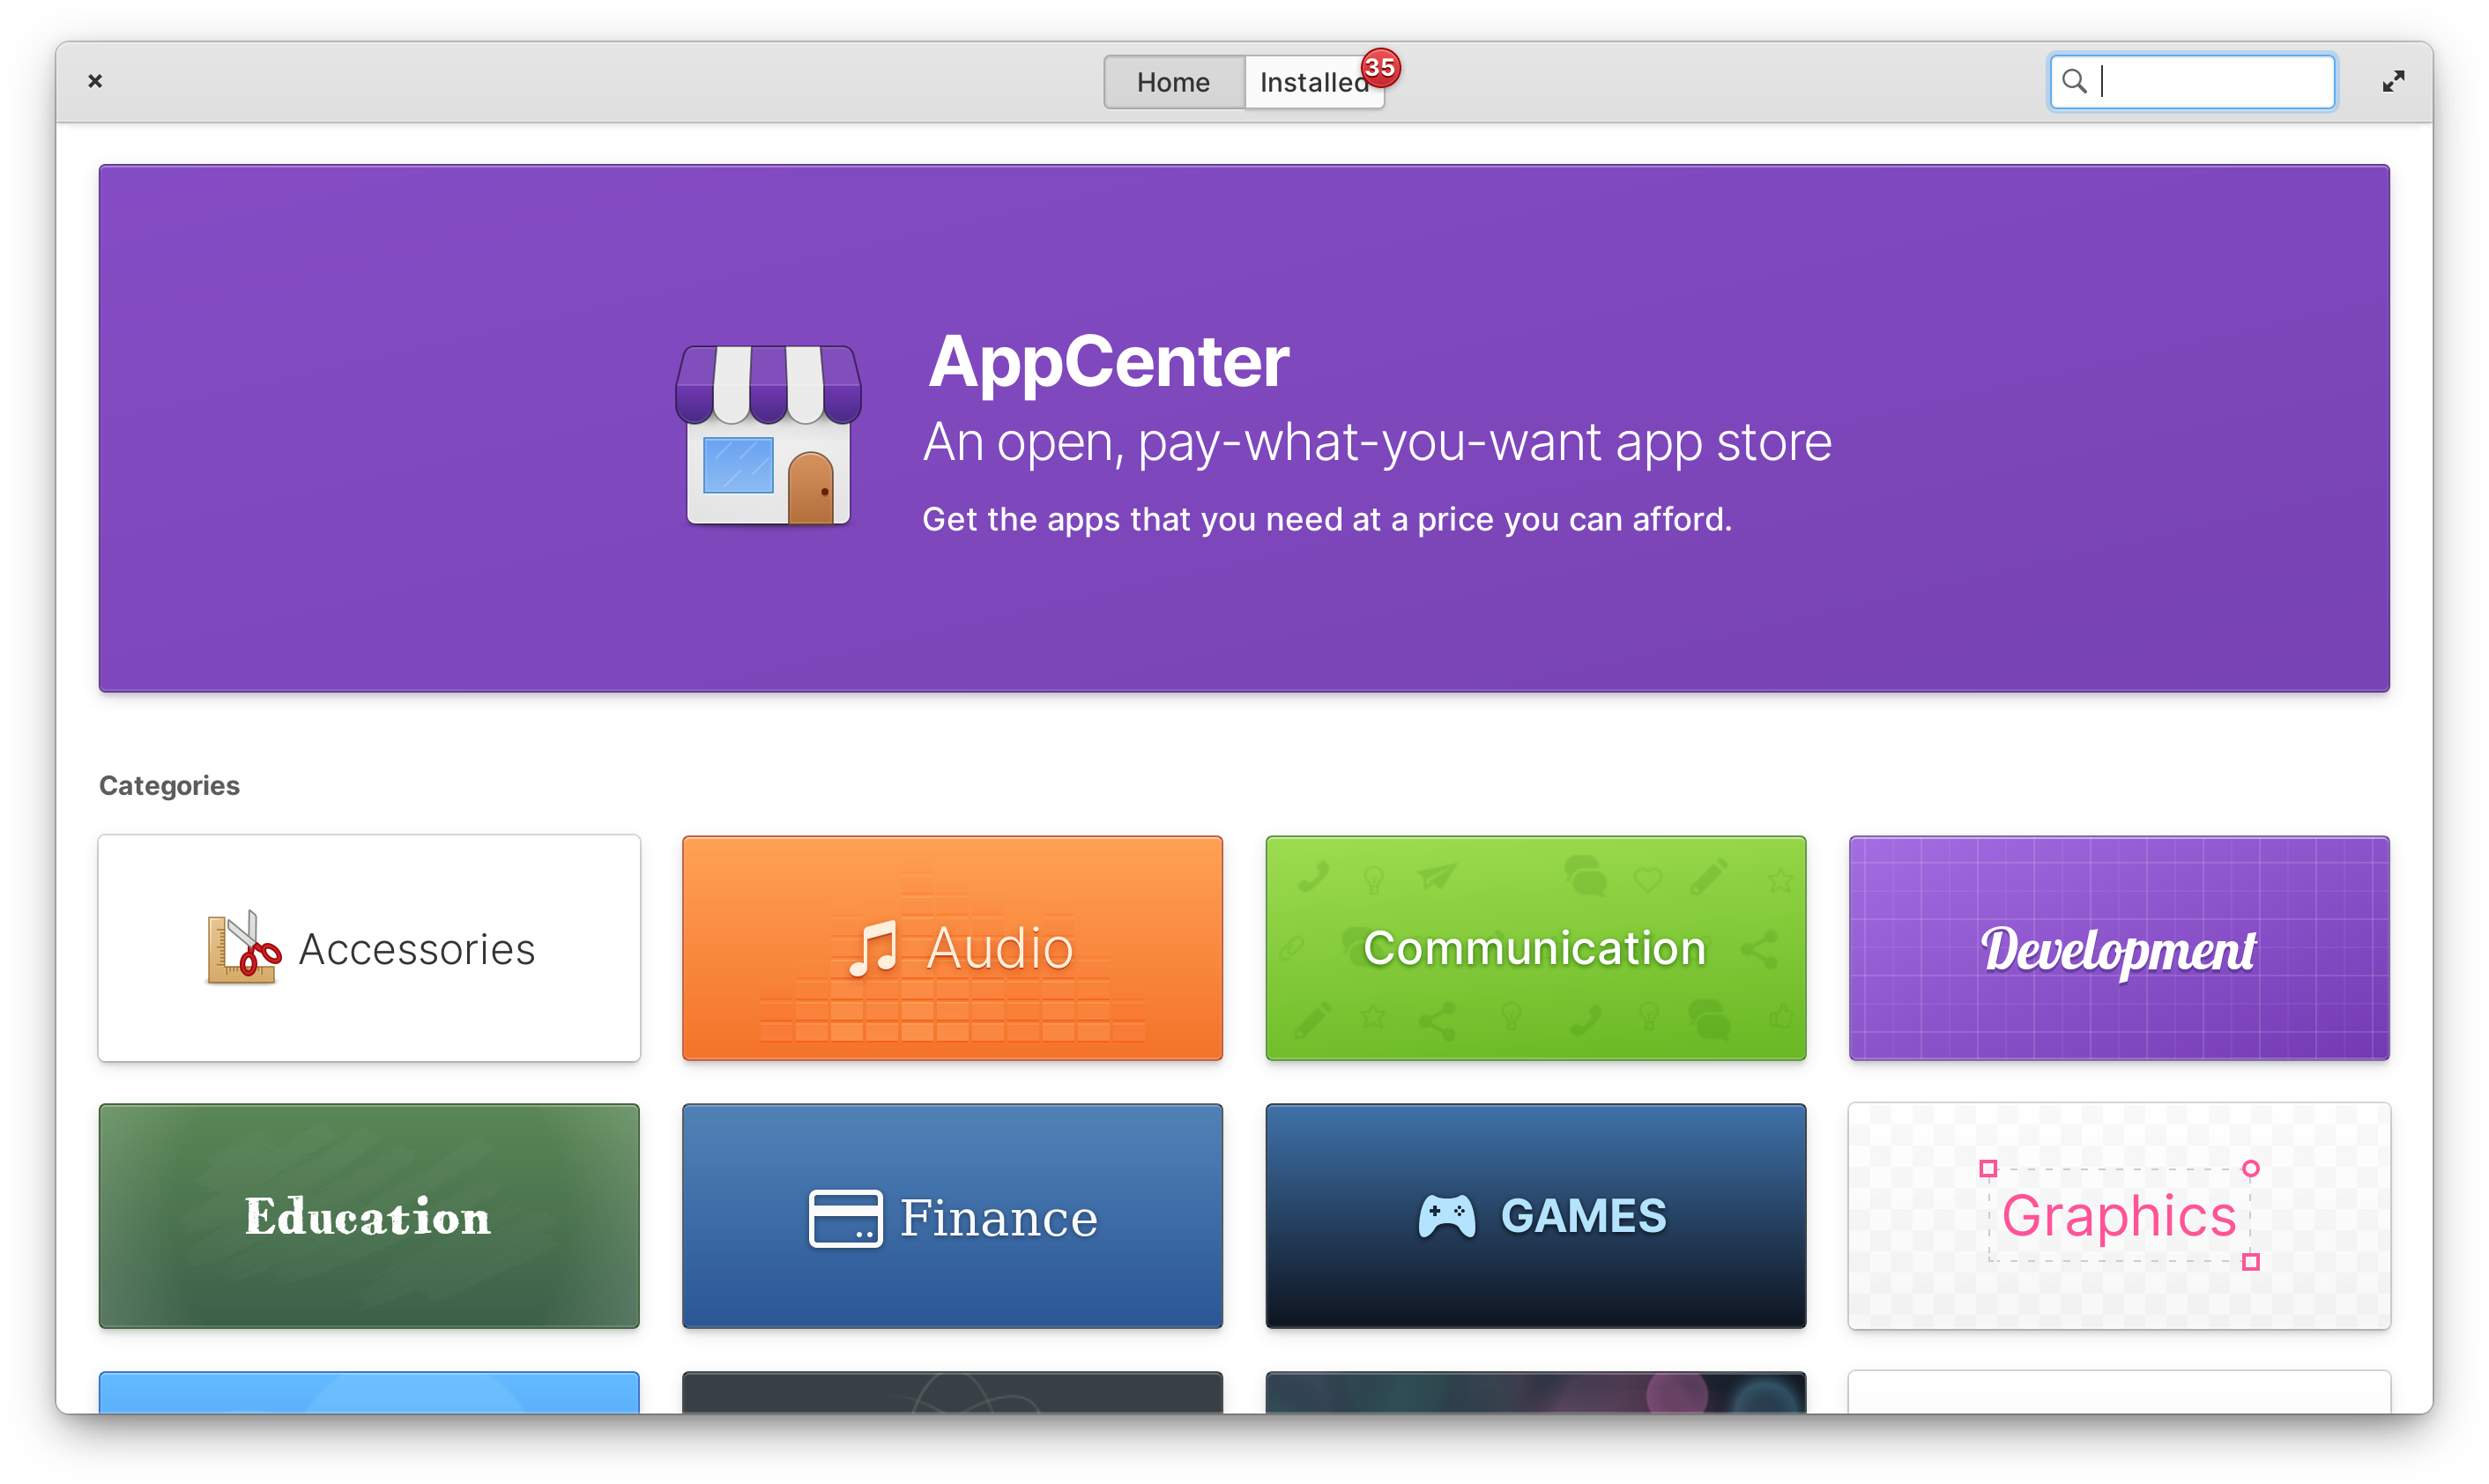 Home
Installed
35
AppCenter
An open, pay-what-you-want app store
Get the apps that you need at a price you can afford.
Categories
Accessories
Audio
Communication
Development
Education
Finance
GAMES
Graphics